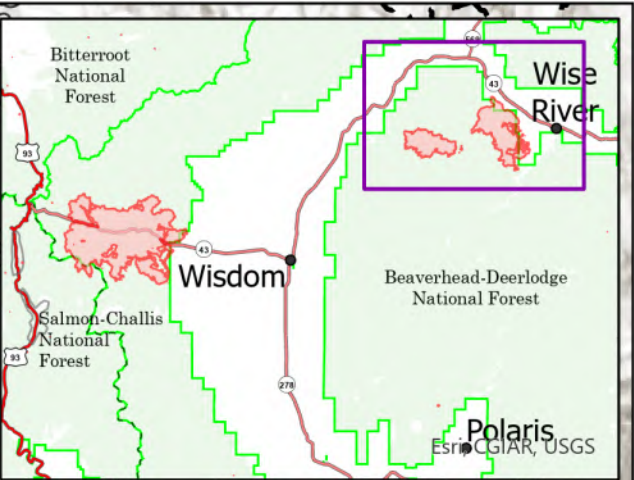 Bitterroot
National
Forest
569
43
Wise
River
93
43
Wisdom
Beaverhead-Deerlodge
National Forest
Salmon-Challis
National
Forest
93
278
Polaris
Esri, CGIAR, USGS